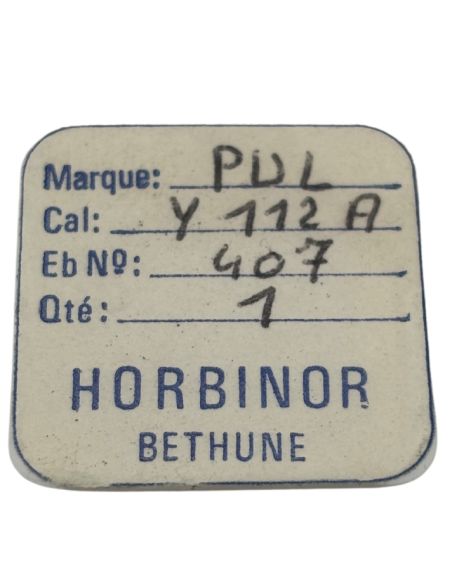 Marque: PUL
Cal: Y 112 A
Eb Nº: 407
Qté: 1
HORBINOR
BETHUNE